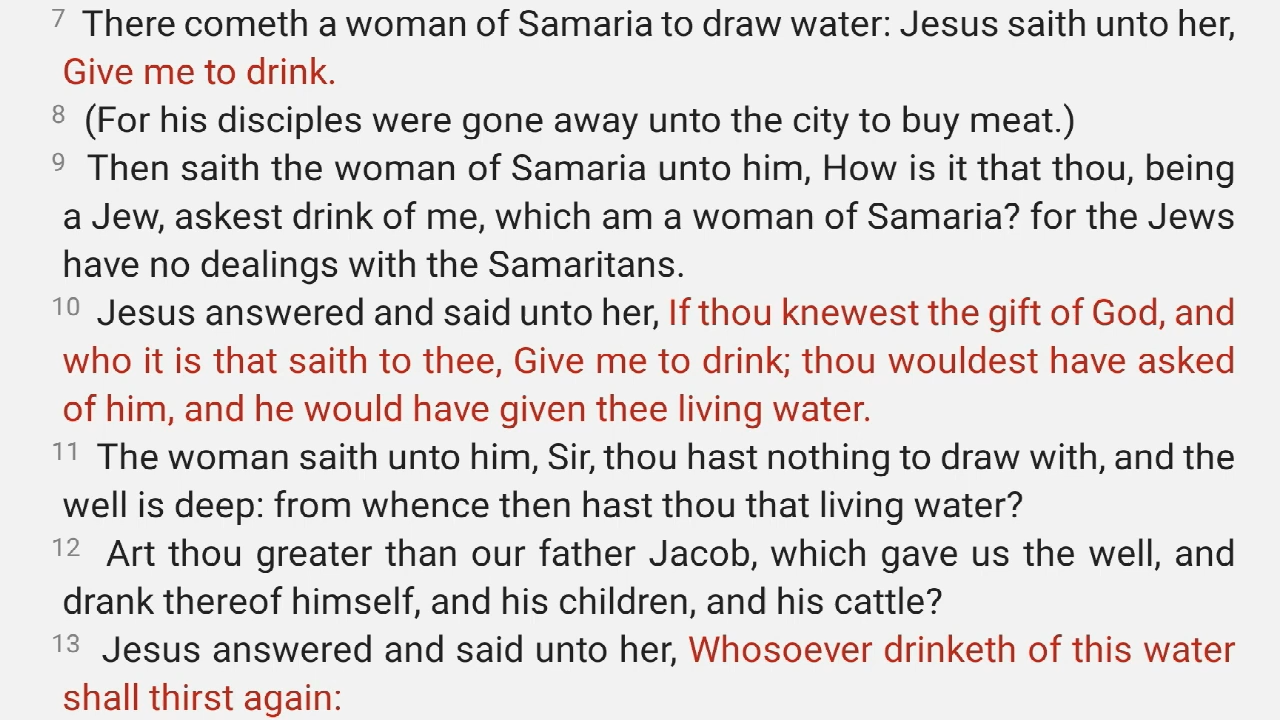 7 There cometh a woman of Samaria to draw water: Jesus saith unto her,
Give me to drink.
8 (For his disciples were gone away unto the city to buy meat.)
9 Then saith the woman of Samaria unto him, How is it that thou, being
a Jew, askest drink of me, which am a woman of Samaria? for the Jews
have no dealings with the Samaritans.
10 Jesus answered and said unto her, If thou knewest the gift of God, and
who it is that saith to thee, Give me to drink; thou wouldest have asked
of him, and he would have given thee living water.
11 The woman saith unto him, Sir, thou hast nothing to draw with, and the
well is deep: from whence then hast thou that living water?
12 Art thou greater than our father Jacob, which gave us the well, and
drank thereof himself, and his children, and his cattle?
13 Jesus answered and said unto her, Whosoever drinketh of this water
shall thirst again: